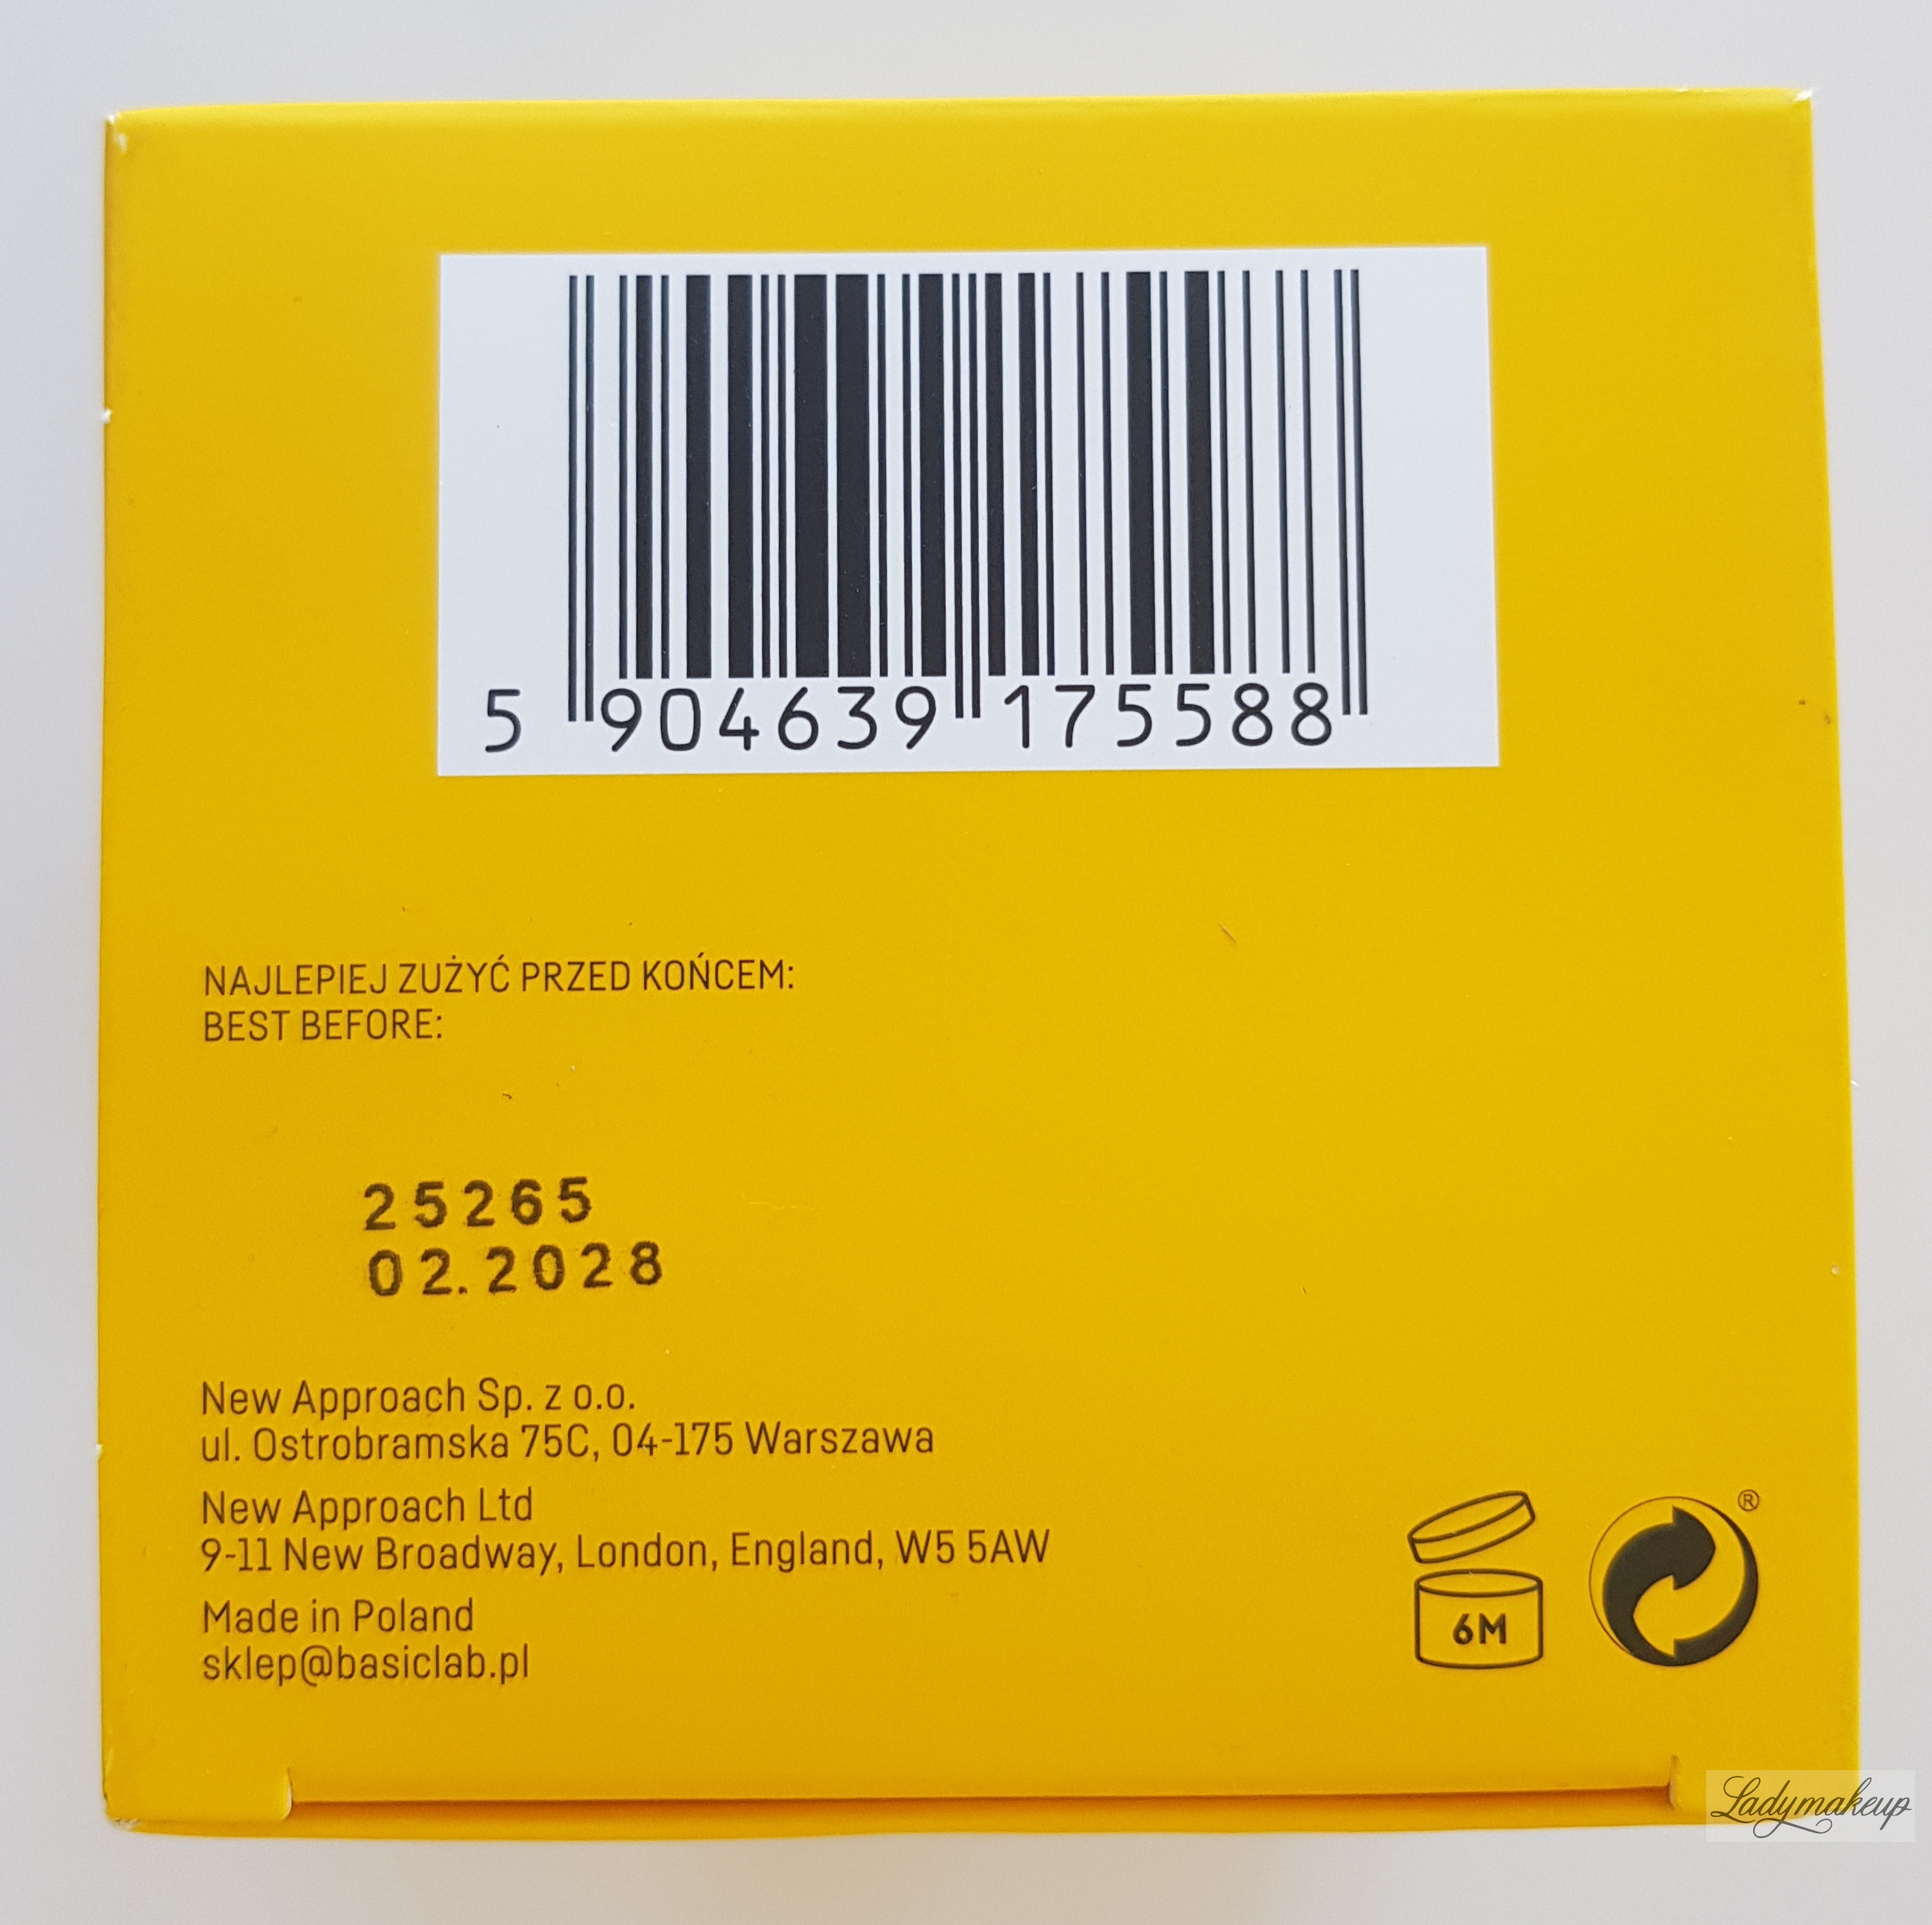 5 904639 175588
NAJLEPIEJ ZUŻYĆ PRZED KOŃCEM:
BEST BEFORE:
25265
02.2028
New Approach Sp. z o.o.
ul. Ostrobramska 75C, 04-175 Warszawa
New Approach Ltd
9-11 New Broadway, London, England, W5 5AW
Made in Poland
sklep@basiclab.pl
6M
®
Ladymakeup